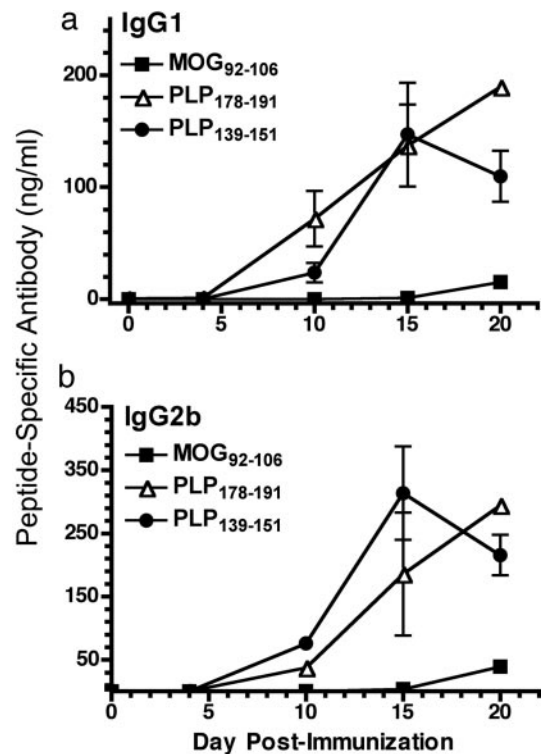 a
IgG1
MOG92-106
PLP178-191
PLP139-151
200
100
0
0 5 10 15 20
b
IgG2b
MOG92-106
PLP178-191
PLP139-151
450
350
250
150
50
0 5 10 15 20
Peptide-Specific Antibody (ng/ml)
Day Post-Immunization